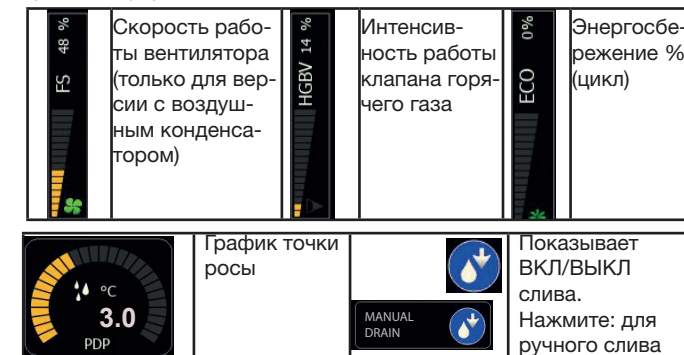 FS 48 %
Скорость рабо-
ты вентилятора
(только для вер-
сии с воздуш-
ным конденса-
тором)
HGBV 14 %
Интенсив-
ность работы
клапана горя-
чего газа
ECO 0%
Энергосбе-
режение %
(цикл)
°C
3.0
PDP
График точки
росы
MANUAL
DRAIN
Показывает
ВКЛ/ВЫКЛ
слива.
Нажмите: для
ручного слива